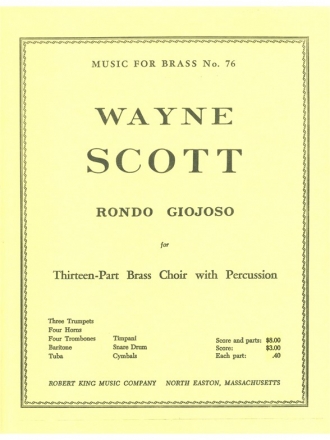 MUSIC FOR BRASS No. 76
WAYNE
SCOTT
RONDO GIOJOSO
for
Thirteen-Part Brass Choir with Percussion
Three Trumpets
Four Horns
Four Trombones Timpani Score and parts: $8.00
Baritone Snare Drum Score: $3.00
Tuba Cymbals Each part: .40
ROBERT KING MUSIC COMPANY NORTH EASTON, MASSACHUSETTS